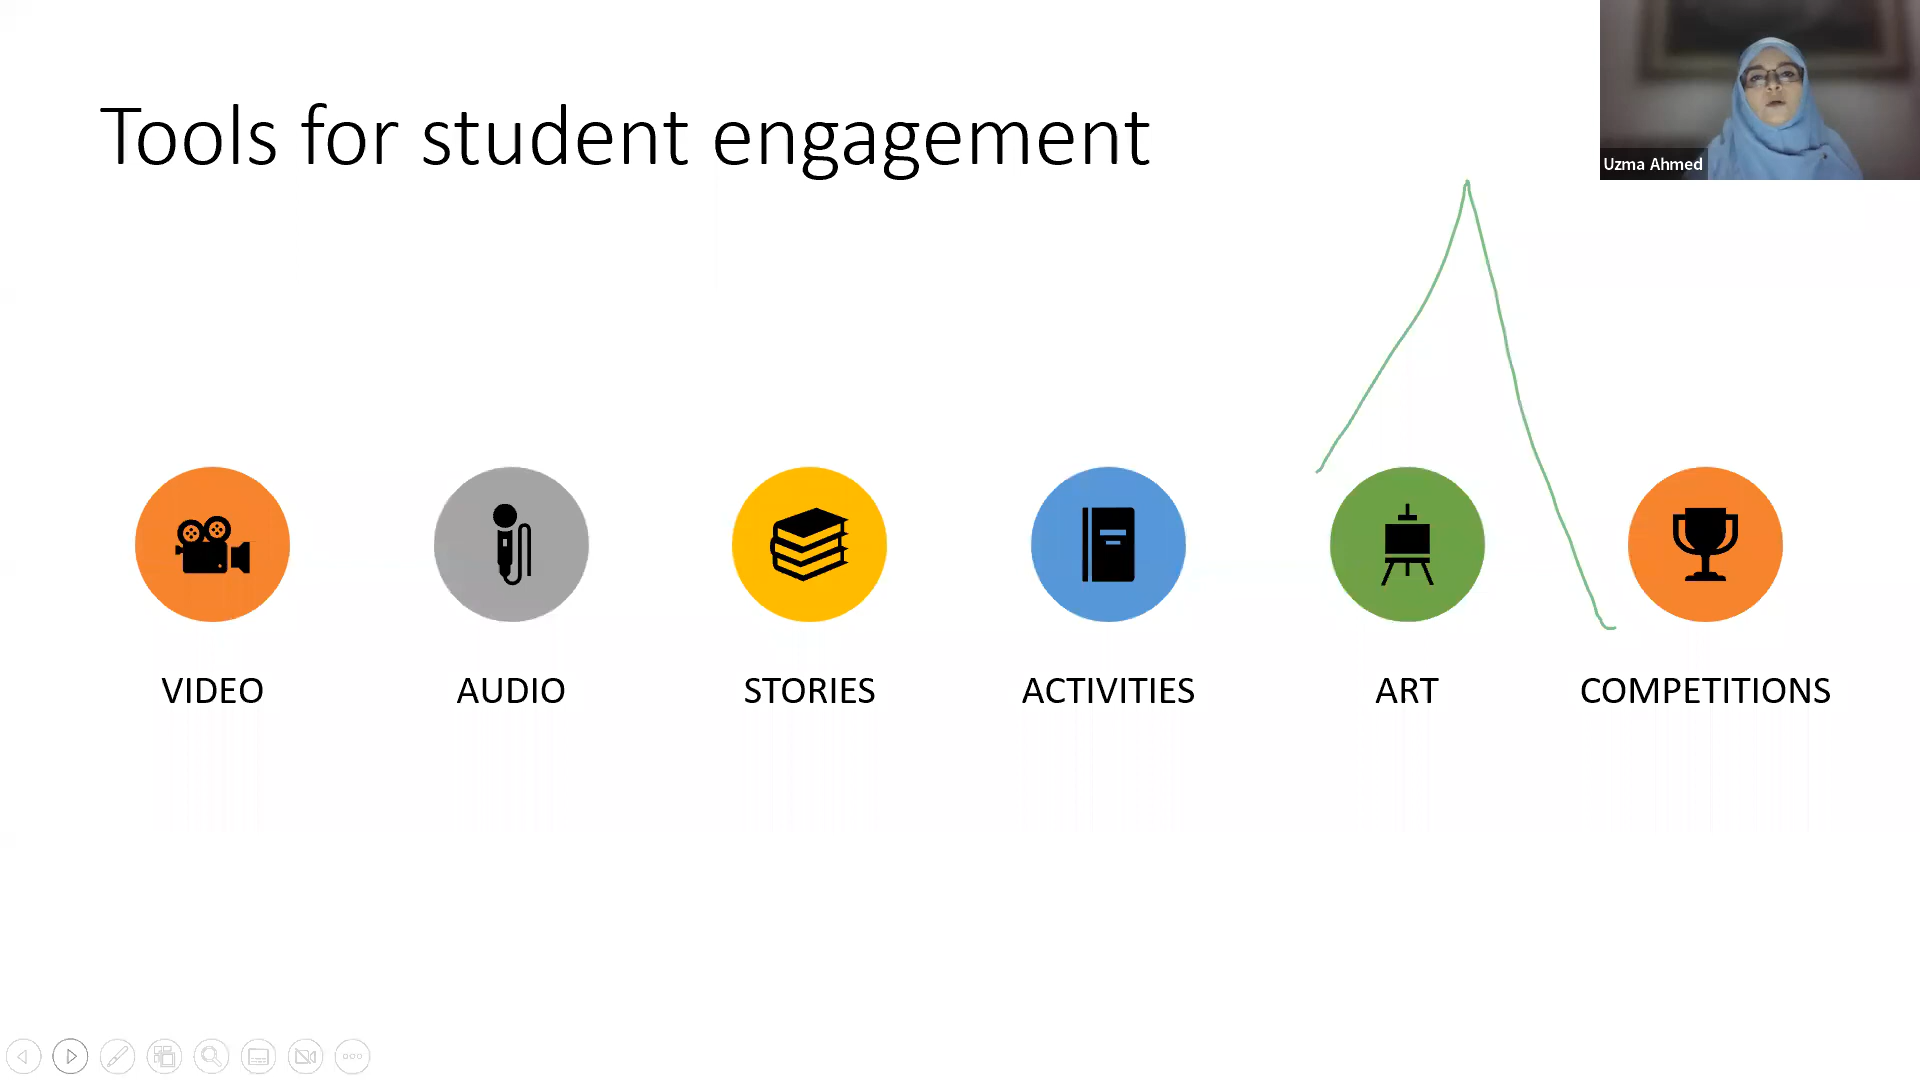 Tools for student engagement
Uzma Ahmed
VIDEO
AUDIO
STORIES
ACTIVITIES
ART
COMPETITIONS